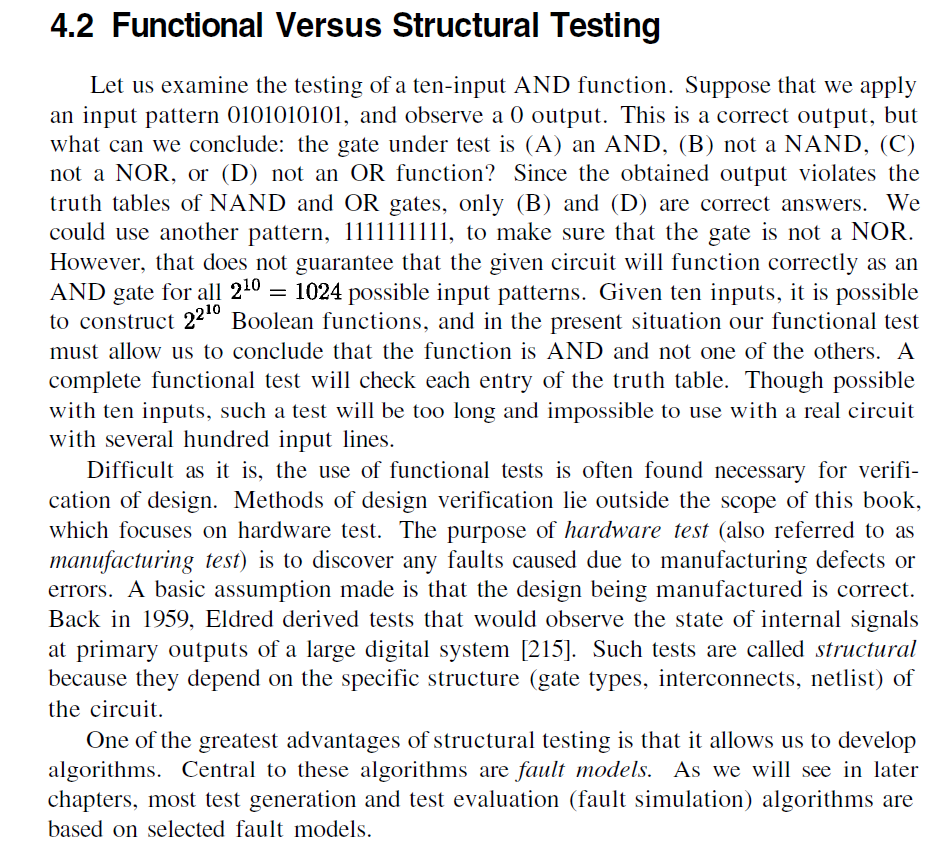 4.2 Functional Versus Structural Testing
Let us examine the testing of a ten-input AND function. Suppose that we apply
an input pattern 0101010101, and observe a 0 output. This is a correct output, but
what can we conclude: the gate under test is (A) an AND, (B) not a NAND, (C)
not a NOR, or (D) not an OR function? Since the obtained output violates the
truth tables of NAND and OR gates, only (B) and (D) are correct answers. We
could use another pattern, 1111111111, to make sure that the gate is not a NOR.
However, that does not guarantee that the given circuit will function correctly as an
AND gate for all 2¹⁰ = 1024 possible input patterns. Given ten inputs, it is possible
to construct 2^2^10 Boolean functions, and in the present situation our functional test
must allow us to conclude that the function is AND and not one of the others. A
complete functional test will check each entry of the truth table. Though possible
with ten inputs, such a test will be too long and impossible to use with a real circuit
with several hundred input lines.
Difficult as it is, the use of functional tests is often found necessary for verifi-
cation of design. Methods of design verification lie outside the scope of this book,
which focuses on hardware test. The purpose of hardware test (also referred to as
manufacturing test) is to discover any faults caused due to manufacturing defects or
errors. A basic assumption made is that the design being manufactured is correct.
Back in 1959, Eldred derived tests that would observe the state of internal signals
at primary outputs of a large digital system [215]. Such tests are called structural
because they depend on the specific structure (gate types, interconnects, netlist) of
the circuit.
One of the greatest advantages of structural testing is that it allows us to develop
algorithms. Central to these algorithms are fault models. As we will see in later
chapters, most test generation and test evaluation (fault simulation) algorithms are
based on selected fault models.